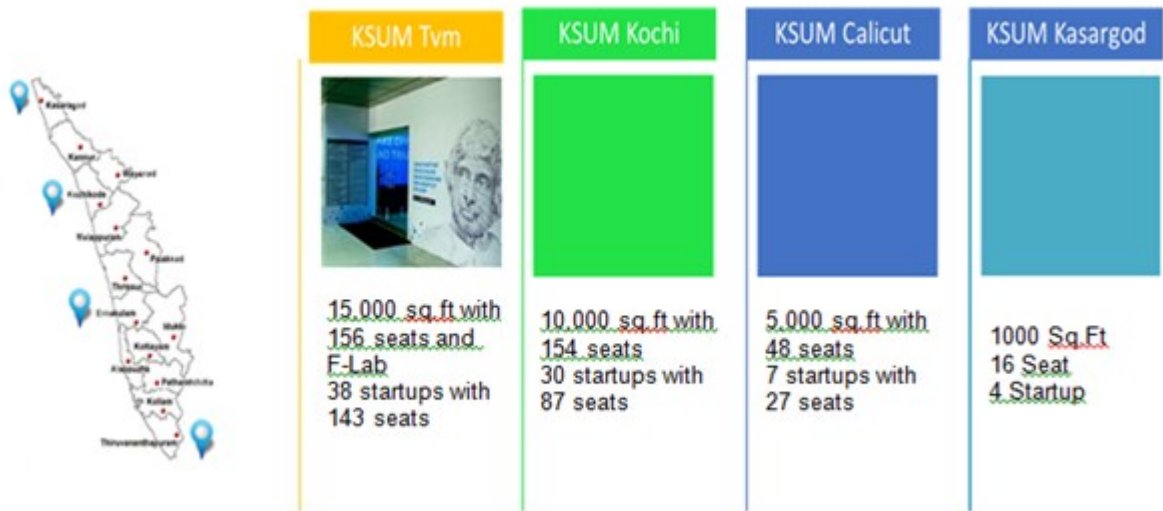 KSUM Tvm
KSUM Kochi
KSUM Calicut
KSUM Kasargod
15,000 sq.ft with
156 seats and
F-Lab
38 startups with
143 seats
10,000 sq.ft with
154 seats
30 startups with
87 seats
5,000 sq.ft with
48 seats
7 startups with
27 seats
1000 Sq.Ft
16 Seat
4 Startup
Kasaragod
Kannur
Kozhikode
Palakkad
Thrissur
Ernakulam
Idukki
Kottayam
Pathanamthitta
Kollam
Thiruvananthapuram